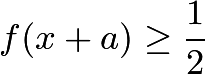 f(x + a) ≥ 1/2